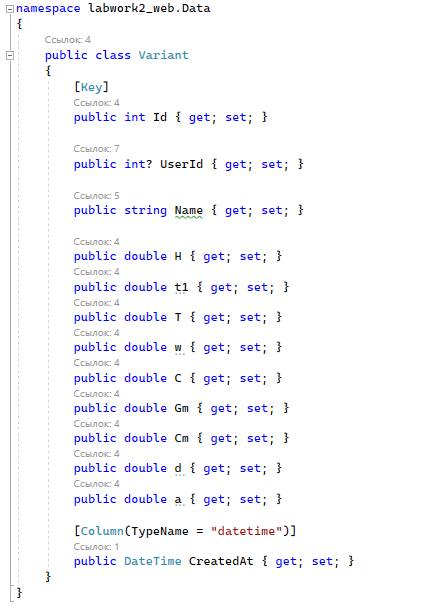 namespace labwork2_web.Data
{
Ссылок: 4
public class Variant
{
[Key]
Ссылок: 4
public int Id { get; set; }
Ссылок: 7
public int? UserId { get; set; }
Ссылок: 5
public string Name { get; set; }
Ссылок: 4
public double H { get; set; }
Ссылок: 4
public double t1 { get; set; }
Ссылок: 4
public double T { get; set; }
Ссылок: 4
public double w { get; set; }
Ссылок: 4
public double C { get; set; }
Ссылок: 4
public double Gm { get; set; }
Ссылок: 4
public double Cm { get; set; }
Ссылок: 4
public double d { get; set; }
Ссылок: 4
public double a { get; set; }
[Column(TypeName = "datetime")]
Ссылок: 1
public DateTime CreatedAt { get; set; }
}
}